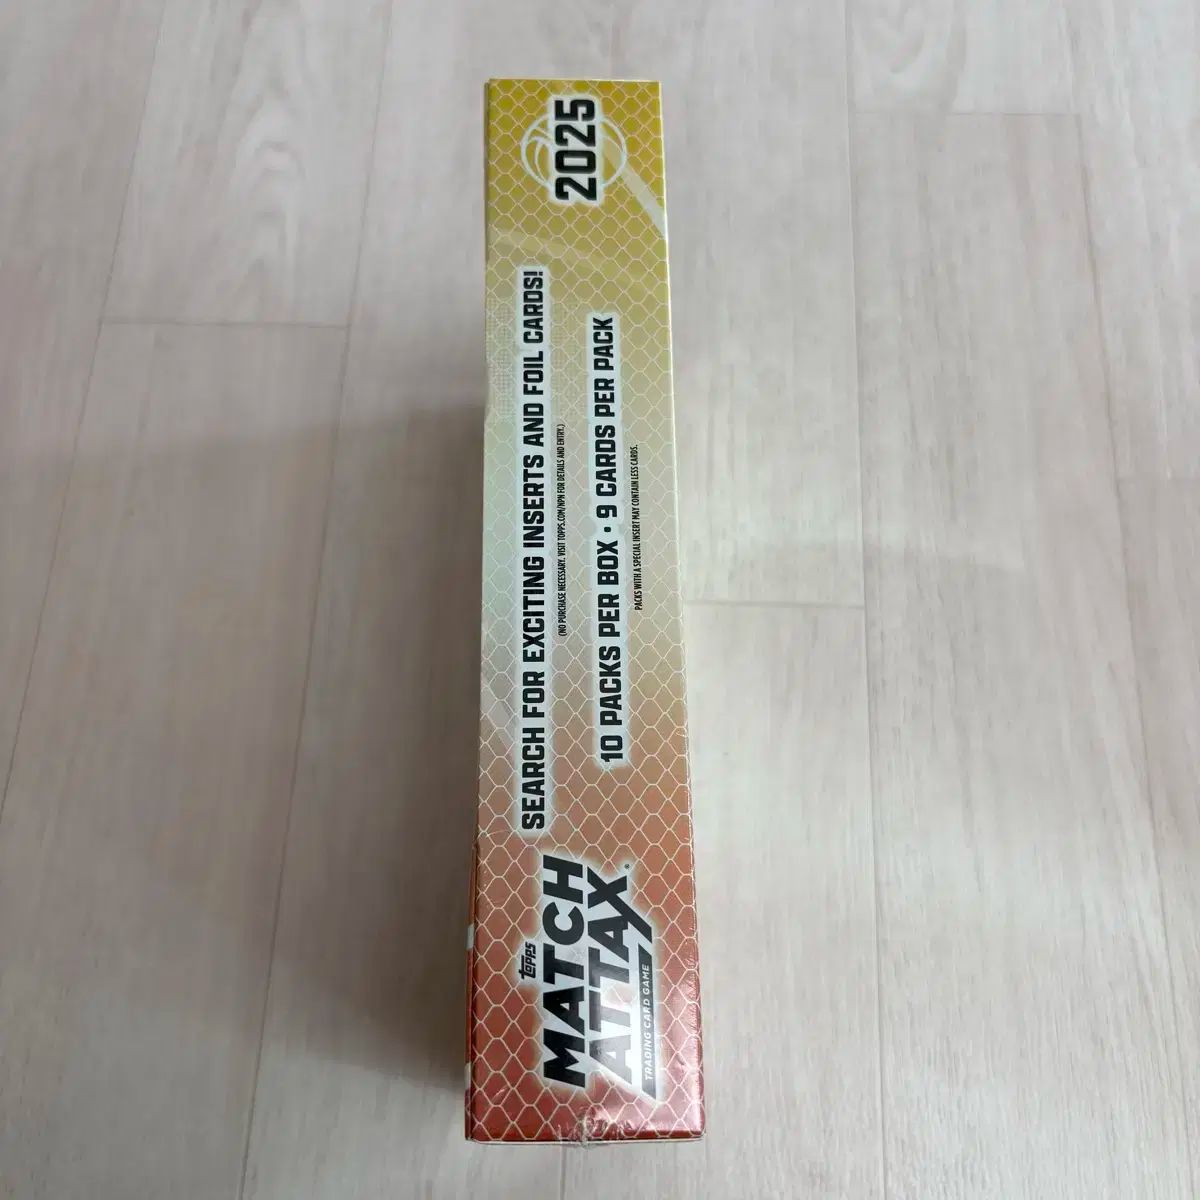 TOPPS
MATCH
ATTAX
TRADING CARD GAME
SEARCH FOR EXCITING INSERTS AND FOIL CARDS!
(NO PURCHASE NECESSARY. VISIT TOPPS.COM/NPN FOR DETAILS AND ENTRY.)
10 PACKS PER BOX • 9 CARDS PER PACK
PACKS WITH A SPECIAL INSERT MAY CONTAIN LESS CARDS.
2025